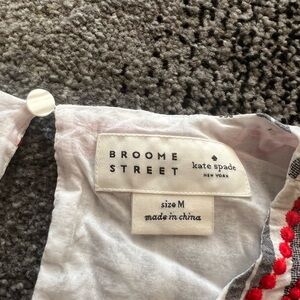 BROOME
STREET
kate spade
NEW YORK
size M
made in china